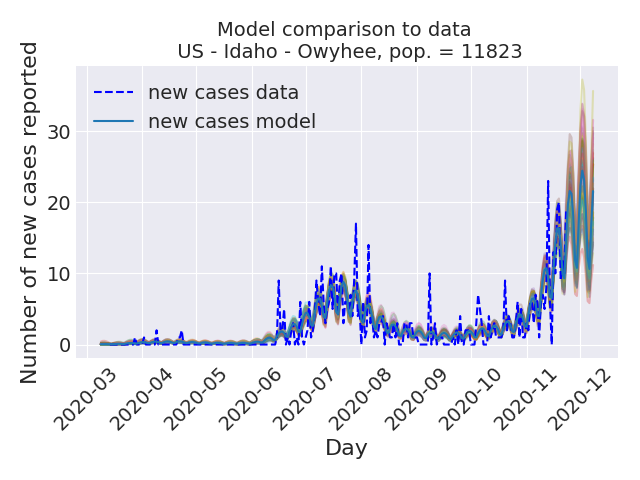 Model comparison to data
US - Idaho - Owyhee, pop. = 11823
Number of new cases reported
new cases data
new cases model
30
20
10
0
2020-03
2020-04
2020-05
2020-06
2020-07
2020-08
2020-09
2020-10
2020-11
2020-12
Day